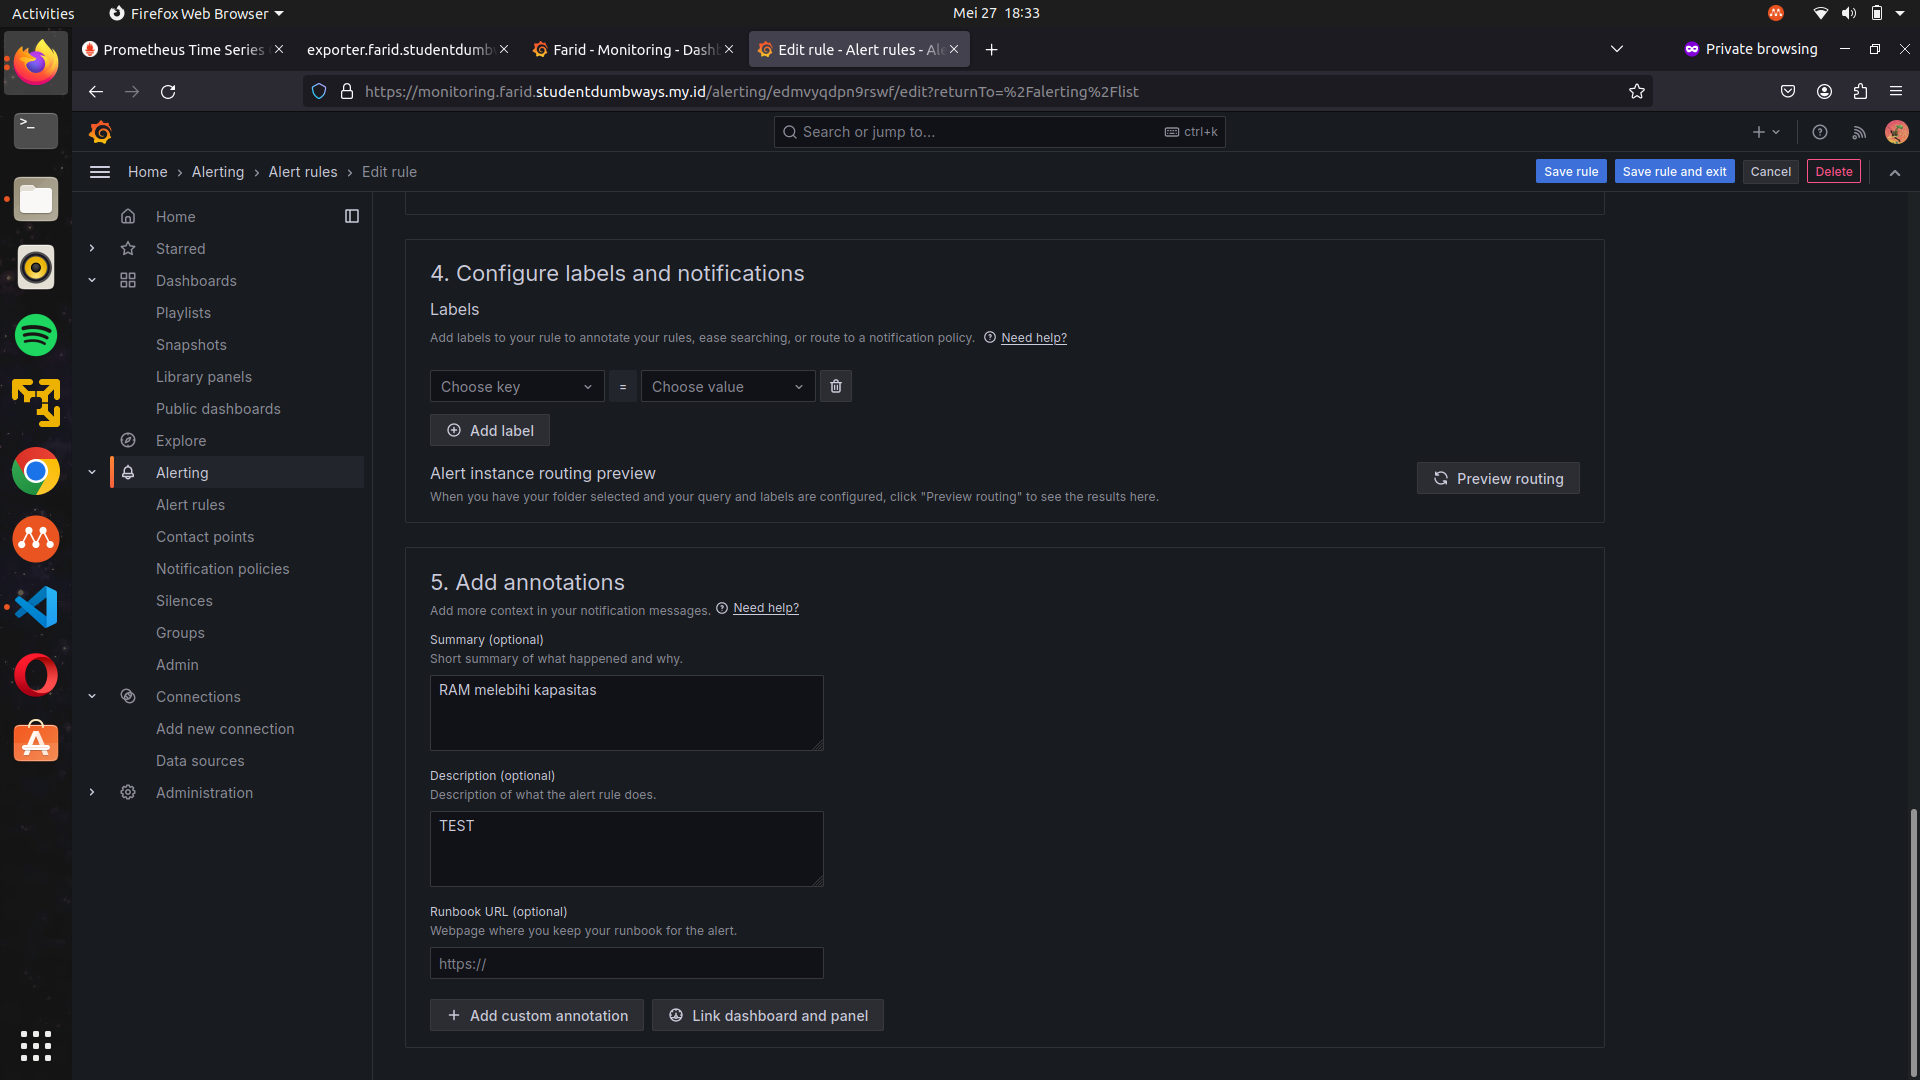 Activities
Firefox Web Browser
Mei 27 18:33
Prometheus Time Series
exporter.farid.studentdumbw
Farid - Monitoring - Dashb
Edit rule - Alert rules - Ale
Private browsing
https://monitoring.farid.studentdumbways.my.id/alerting/edmvyqdpn9rswf/edit?returnTo=%2Falerting%2Flist
Search or jump to...
ctrl+k
Home › Alerting › Alert rules › Edit rule
Save rule
Save rule and exit
Cancel
Delete
Home
Starred
Dashboards
Playlists
Snapshots
Library panels
Public dashboards
Explore
Alerting
Alert rules
Contact points
Notification policies
Silences
Groups
Admin
Connections
Add new connection
Data sources
Administration
4. Configure labels and notifications
Labels
Add labels to your rule to annotate your rules, ease searching, or route to a notification policy. Need help?
Choose key = Choose value
Add label
Alert instance routing preview
When you have your folder selected and your query and labels are configured, click "Preview routing" to see the results here.
Preview routing
5. Add annotations
Add more context in your notification messages. Need help?
Summary (optional)
Short summary of what happened and why.
RAM melebihi kapasitas
Description (optional)
Description of what the alert rule does.
TEST
Runbook URL (optional)
Webpage where you keep your runbook for the alert.
https://
Add custom annotation
Link dashboard and panel